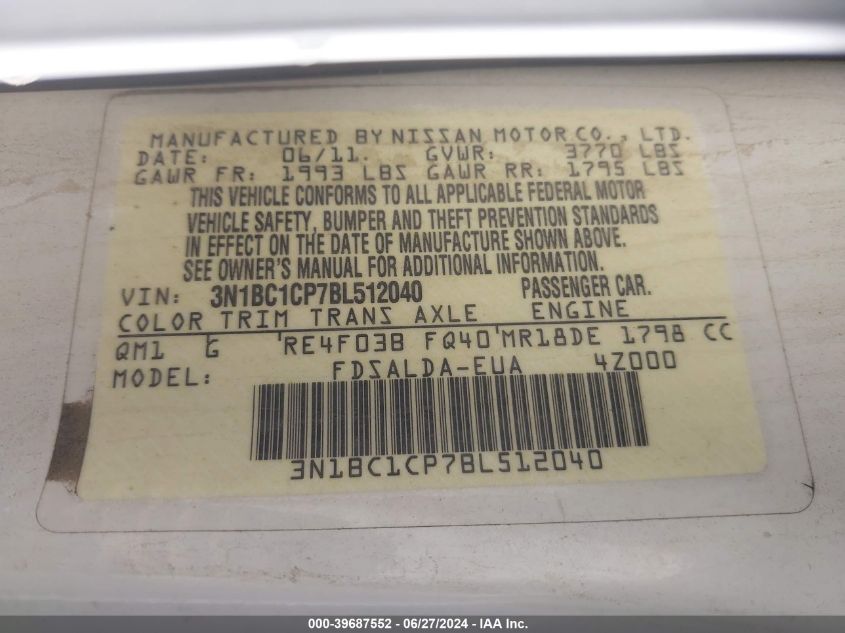 MANUFACTURED BY NISSAN MOTOR CO., LTD.
DATE: 06/11. GVWR: 3770 LBS
GAWR FR: 1993 LBS GAWR RR: 1795 LBS
THIS VEHICLE CONFORMS TO ALL APPLICABLE FEDERAL MOTOR
VEHICLE SAFETY, BUMPER AND THEFT PREVENTION STANDARDS
IN EFFECT ON THE DATE OF MANUFACTURE SHOWN ABOVE.
SEE OWNER'S MANUAL FOR ADDITIONAL INFORMATION.
VIN: 3N1BC1CP7BL512040 PASSENGER CAR.
COLOR TRIM TRANS AXLE ENGINE
QM1 G RE4F03B FQ40 MR18DE 1798 CC
MODEL: FDSALDA-EUA 4Z000
3N1BC1CP7BL512040
000-39687552 - 06/27/2024 - IAA Inc.